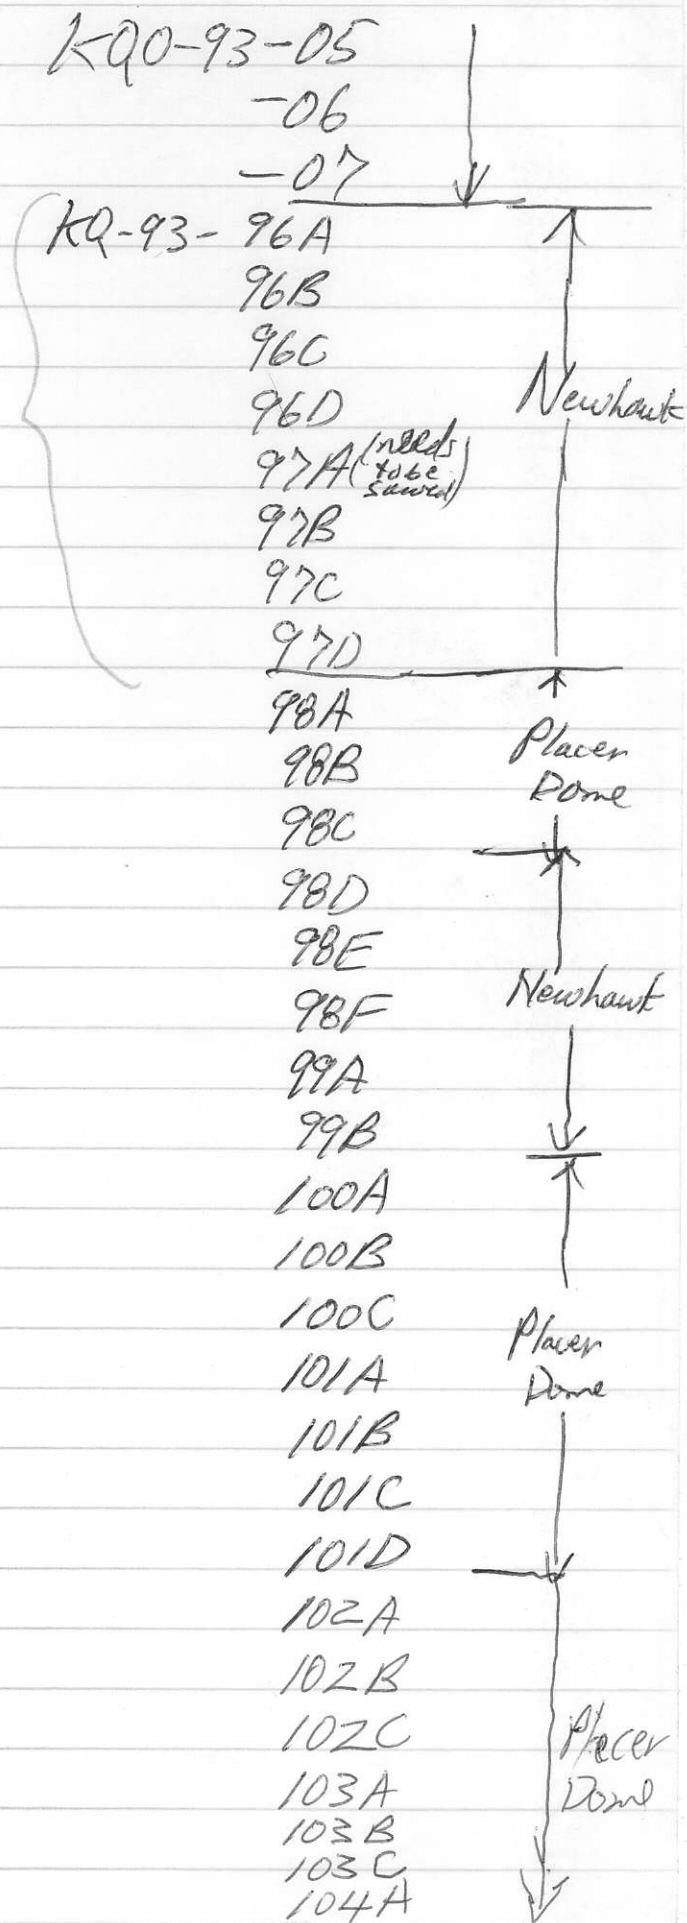 KQO-93-05
-06
-07
KQ-93- 96A
96B
96C
96D
Newhawk
97A (needs
to be
sawed)
97B
97C
97D
98A
Placer
98B
Dome
98C
98D
98E
98F
Newhawk
99A
99B
100A
100B
100C
Placer
101A
Dome
101B
101C
101D
102A
102B
102C
Placer
103A
Dome
103B
103C
104A